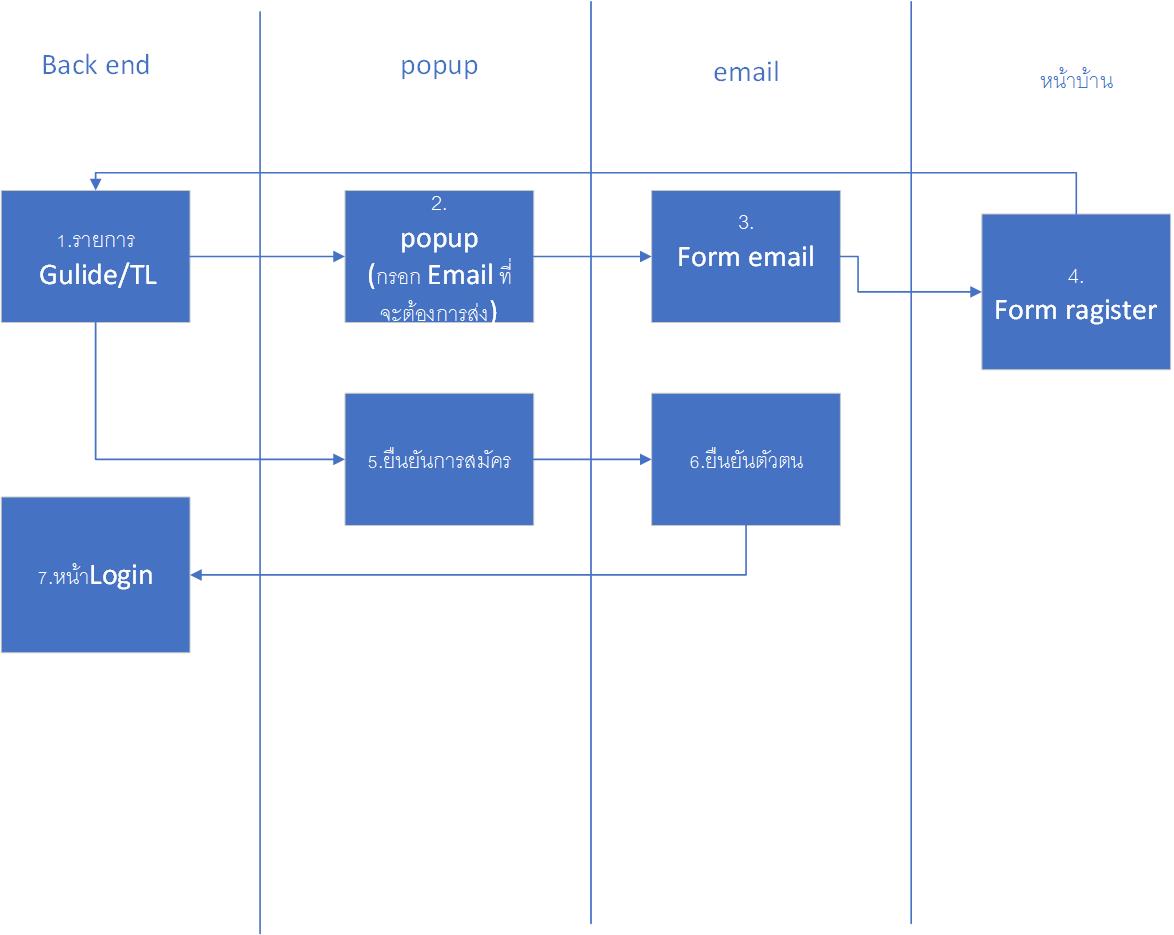 Back end
popup
email
หน้าบ้าน
1.รายการ
Gulide/TL
2.
popup
(กรอก Email ที่
จะต้องการส่ง)
3.
Form email
4.
Form ragister
5.ยืนยันการสมัคร
6.ยืนยันตัวตน
7.หน้าLogin